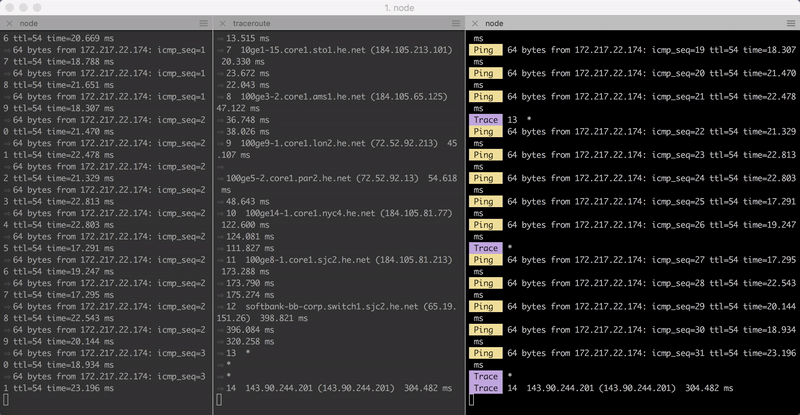 1. node
node
6 ttl=54 time=20.669 ms
⇒ 64 bytes from 172.217.22.174: icmp_seq=1
7 ttl=54 time=18.788 ms
⇒ 64 bytes from 172.217.22.174: icmp_seq=1
8 ttl=54 time=21.651 ms
⇒ 64 bytes from 172.217.22.174: icmp_seq=1
9 ttl=54 time=18.307 ms
⇒ 64 bytes from 172.217.22.174: icmp_seq=2
0 ttl=54 time=21.470 ms
⇒ 64 bytes from 172.217.22.174: icmp_seq=2
1 ttl=54 time=22.478 ms
⇒ 64 bytes from 172.217.22.174: icmp_seq=2
2 ttl=54 time=21.329 ms
⇒ 64 bytes from 172.217.22.174: icmp_seq=2
3 ttl=54 time=22.813 ms
⇒ 64 bytes from 172.217.22.174: icmp_seq=2
4 ttl=54 time=22.803 ms
⇒ 64 bytes from 172.217.22.174: icmp_seq=2
5 ttl=54 time=17.291 ms
⇒ 64 bytes from 172.217.22.174: icmp_seq=2
6 ttl=54 time=19.247 ms
⇒ 64 bytes from 172.217.22.174: icmp_seq=2
7 ttl=54 time=17.295 ms
⇒ 64 bytes from 172.217.22.174: icmp_seq=2
8 ttl=54 time=22.543 ms
⇒ 64 bytes from 172.217.22.174: icmp_seq=2
9 ttl=54 time=20.144 ms
⇒ 64 bytes from 172.217.22.174: icmp_seq=3
0 ttl=54 time=18.934 ms
⇒ 64 bytes from 172.217.22.174: icmp_seq=3
1 ttl=54 time=23.196 ms
traceroute
⇒ 13.515 ms
⇒ 7  10ge1-15.core1.sto1.he.net (184.105.213.101)
20.330 ms
⇒ 23.672 ms
⇒ 22.043 ms
⇒ 8  100ge3-2.core1.ams1.he.net (184.105.65.125)
47.122 ms
⇒ 36.748 ms
⇒ 38.026 ms
⇒ 9  100ge9-1.core1.lon2.he.net (72.52.92.213)  45
.107 ms
⇒
100ge5-2.core1.par2.he.net (72.52.92.13)  54.618
ms
⇒ 48.643 ms
⇒ 10  100ge14-1.core1.nyc4.he.net (184.105.81.77)
122.600 ms
⇒ 124.081 ms
⇒ 111.827 ms
⇒ 11  100ge8-1.core1.sjc2.he.net (184.105.81.213)
173.288 ms
⇒ 173.790 ms
⇒ 175.274 ms
⇒ 12  softbank-bb-corp.switch1.sjc2.he.net (65.19.
151.26)  398.821 ms
⇒ 396.084 ms
⇒ 320.258 ms
⇒ 13  *
⇒ *
⇒ *
⇒ 14  143.90.244.201 (143.90.244.201)  304.482 ms
node
ms
Ping 64 bytes from 172.217.22.174: icmp_seq=19 ttl=54 time=18.307
ms
Ping 64 bytes from 172.217.22.174: icmp_seq=20 ttl=54 time=21.470
ms
Ping 64 bytes from 172.217.22.174: icmp_seq=21 ttl=54 time=22.478
ms
Trace 13  *
Ping 64 bytes from 172.217.22.174: icmp_seq=22 ttl=54 time=21.329
ms
Ping 64 bytes from 172.217.22.174: icmp_seq=23 ttl=54 time=22.813
ms
Ping 64 bytes from 172.217.22.174: icmp_seq=24 ttl=54 time=22.803
ms
Ping 64 bytes from 172.217.22.174: icmp_seq=25 ttl=54 time=17.291
ms
Ping 64 bytes from 172.217.22.174: icmp_seq=26 ttl=54 time=19.247
ms
Trace *
Ping 64 bytes from 172.217.22.174: icmp_seq=27 ttl=54 time=17.295
ms
Ping 64 bytes from 172.217.22.174: icmp_seq=28 ttl=54 time=22.543
ms
Ping 64 bytes from 172.217.22.174: icmp_seq=29 ttl=54 time=20.144
ms
Ping 64 bytes from 172.217.22.174: icmp_seq=30 ttl=54 time=18.934
ms
Ping 64 bytes from 172.217.22.174: icmp_seq=31 ttl=54 time=23.196
ms
Trace *
Trace 14  143.90.244.201 (143.90.244.201)  304.482 ms